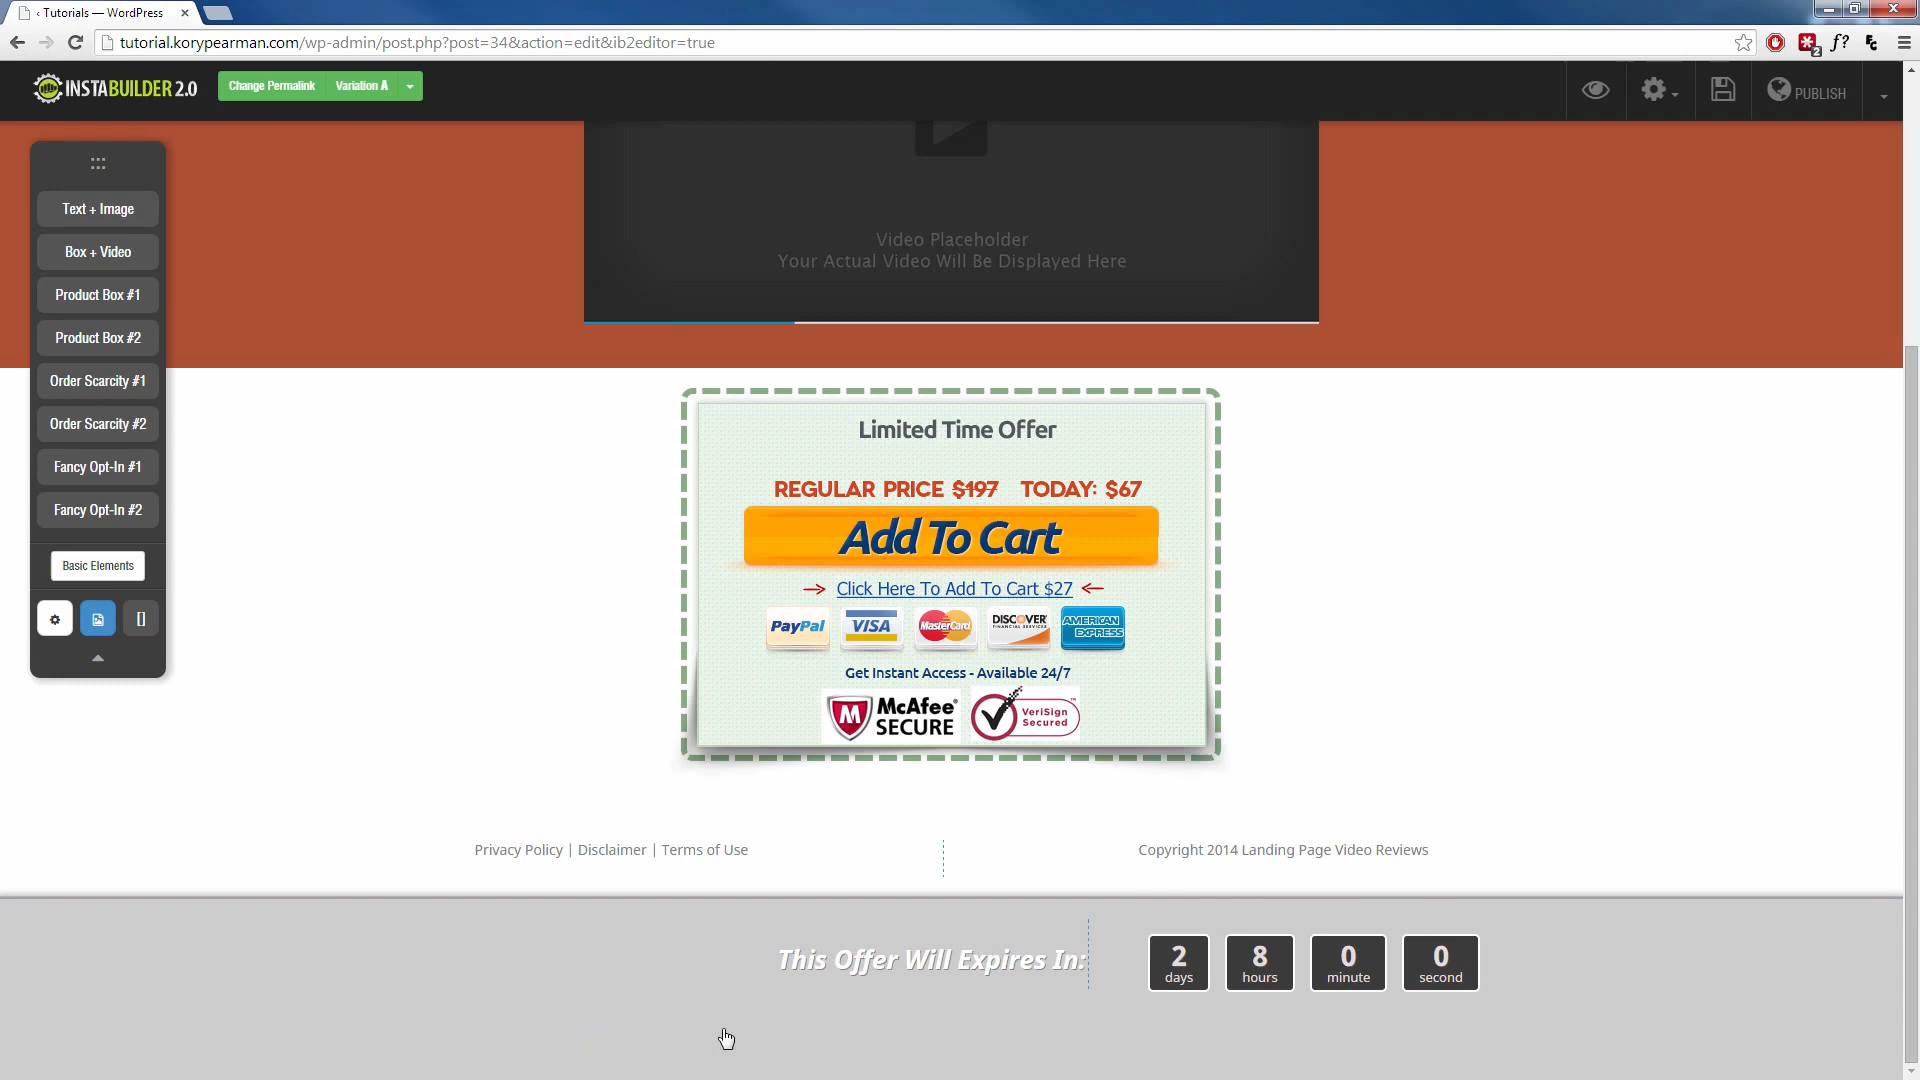 ‹ Tutorials — WordPress
tutorial.korypearman.com/wp-admin/post.php?post=34&action=edit&ib2editor=true
f?
2
INSTABUILDER 2.0
Change Permalink
Variation A
PUBLISH
Text + Image
Box + Video
Product Box #1
Product Box #2
Order Scarcity #1
Order Scarcity #2
Fancy Opt-In #1
Fancy Opt-In #2
Basic Elements
[]
Video Placeholder
Your Actual Video Will Be Displayed Here
Limited Time Offer
REGULAR PRICE $197 TODAY: $67
Add To Cart
Click Here To Add To Cart $27
PayPal VISA MasterCard DISCOVER FINANCIAL SERVICES AMERICAN EXPRESS
Get Instant Access - Available 24/7
McAfee SECURE
VeriSign Secured
Privacy Policy | Disclaimer | Terms of Use
Copyright 2014 Landing Page Video Reviews
This Offer Will Expires In:
2 8 0 0
days hours minute second